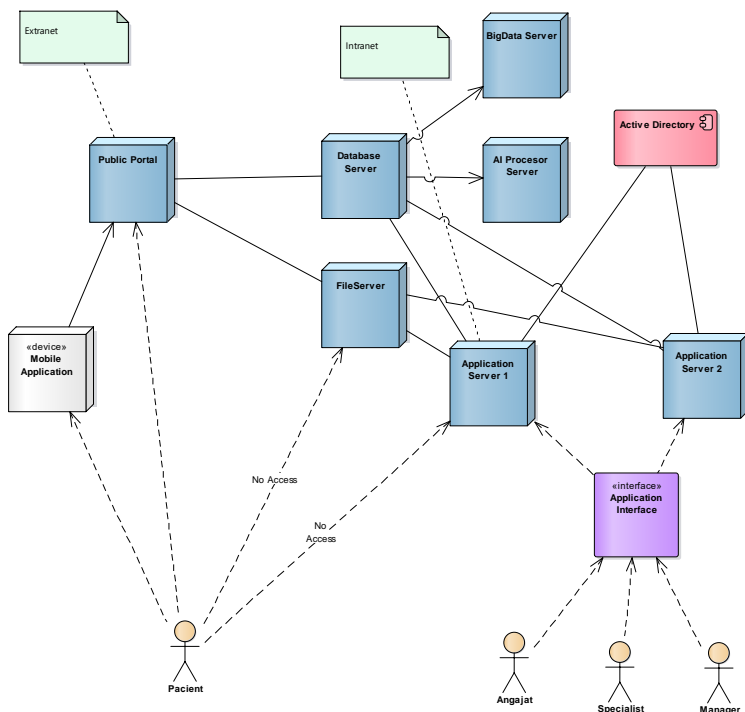 Extranet
Intranet
BigData Server
Active Directory
Public Portal
Database
Server
AI Procesor
Server
FileServer
«device»
Mobile
Application
Application
Server 1
Application
Server 2
No Access
«interface»
Application
Interface
No
Access
Pacient
Angajat
Specialist
Manager